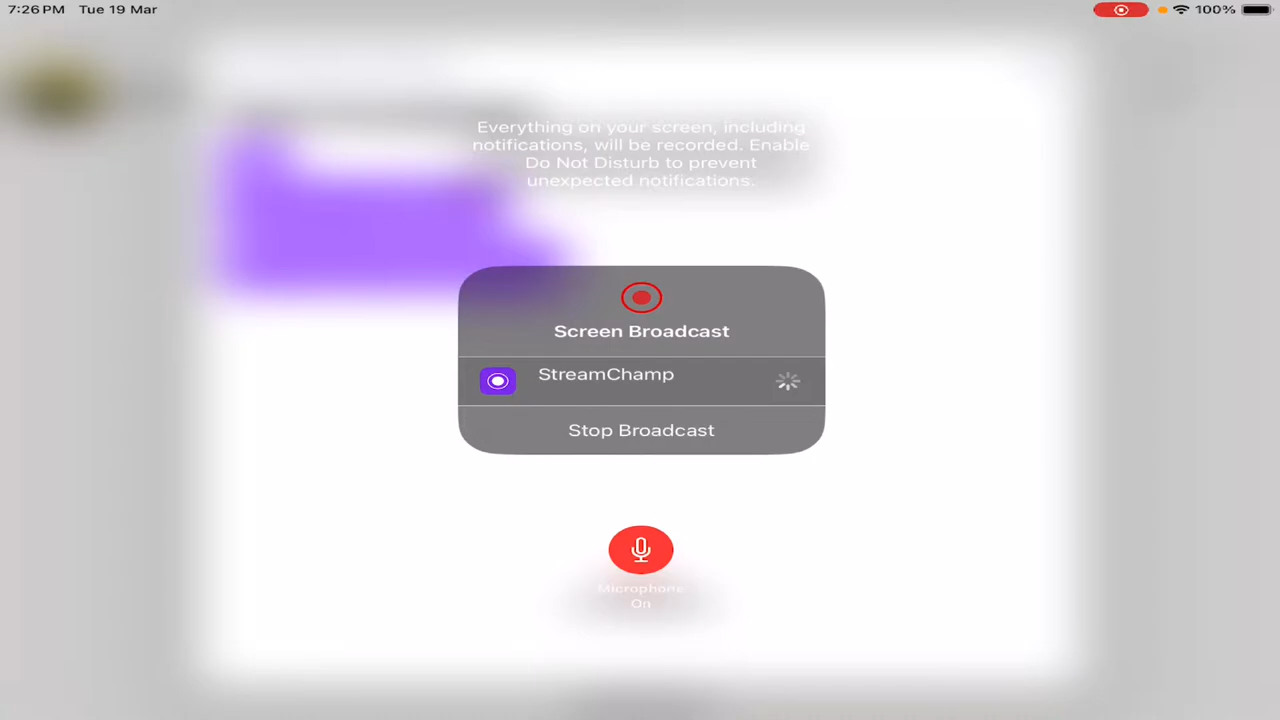 7:26 PM Tue 19 Mar
100%
Everything on your screen, including
notifications, will be recorded. Enable
Do Not Disturb to prevent
unexpected notifications.
Screen Broadcast
StreamChamp
Stop Broadcast
Microphone
On